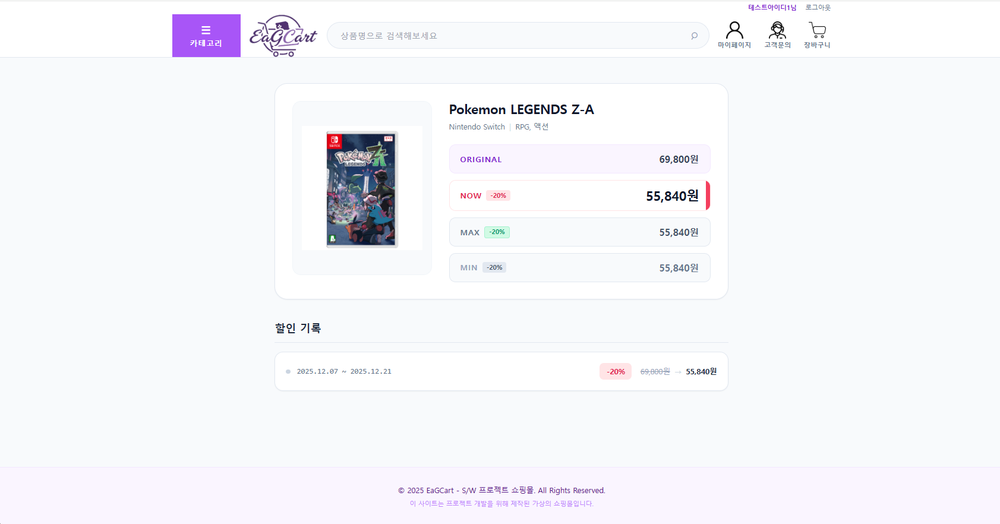 테스트아이디1님 로그아웃
카테고리
EaGCart
상품명으로 검색해보세요
마이페이지 고객문의 장바구니
Pokemon LEGENDS Z-A
Nintendo Switch | RPG, 액션
POKÉMON
LEGENDS
Z-A
ORIGINAL 69,800원
NOW -20% 55,840원
MAX -20% 55,840원
MIN -20% 55,840원
할인 기록
2025.12.07 ~ 2025.12.21 -20% 69,800원 → 55,840원
© 2025 EaGCart - S/W 프로젝트 쇼핑몰. All Rights Reserved.
이 사이트는 프로젝트 개발을 위해 제작된 가상의 쇼핑몰입니다.